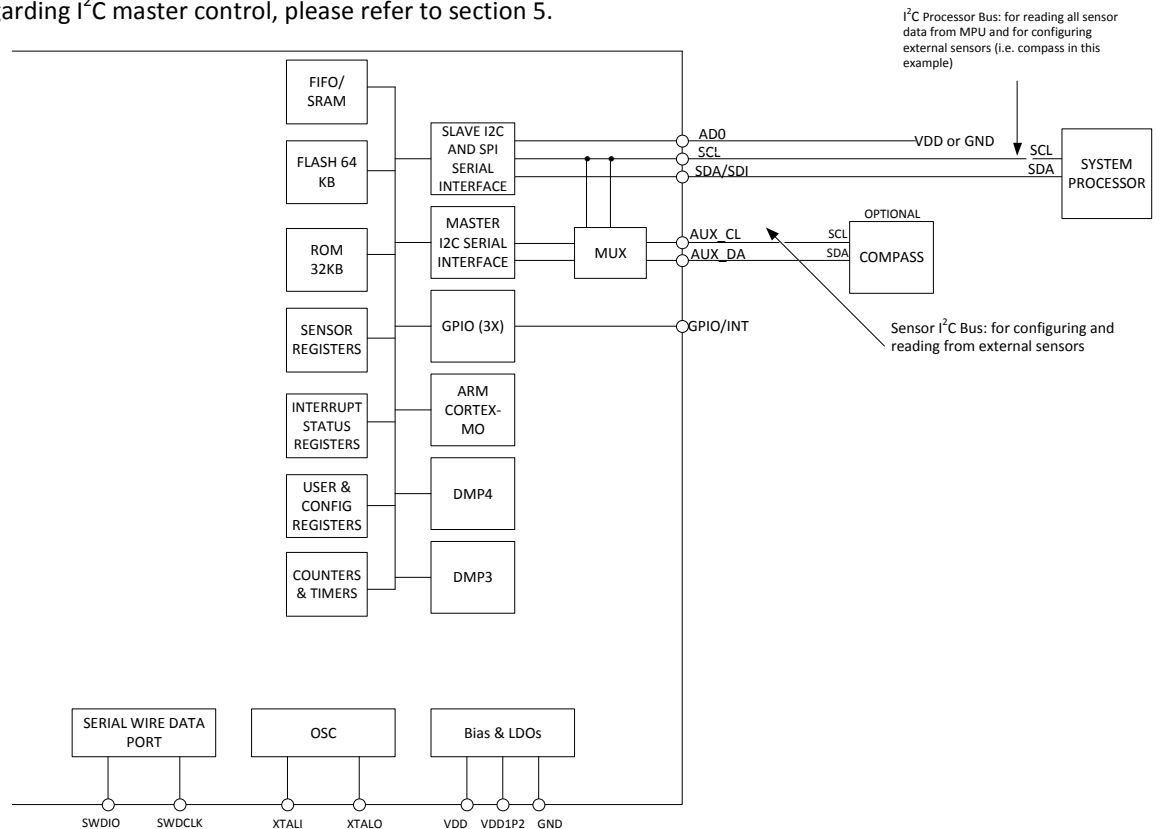 garding I²C master control, please refer to section 5.
I²C Processor Bus: for reading all sensor
data from MPU and for configuring
external sensors (i.e. compass in this
example)
FIFO/
SRAM
SLAVE I2C
AND SPI
SERIAL
INTERFACE
AD0
VDD or GND
SCL
SCL
SDA/SDI
SDA
SYSTEM
PROCESSOR
FLASH 64
KB
MASTER
I2C SERIAL
INTERFACE
MUX
AUX_CL
AUX_DA
OPTIONAL
SCL
SDA
COMPASS
ROM
32KB
SENSOR
REGISTERS
GPIO (3X)
GPIO/INT
Sensor I²C Bus: for configuring and
reading from external sensors
INTERRUPT
STATUS
REGISTERS
ARM
CORTEX-
MO
USER &
CONFIG
REGISTERS
DMP4
COUNTERS
& TIMERS
DMP3
SERIAL WIRE DATA
PORT
OSC
Bias & LDOs
SWDIO
SWDCLK
XTALI
XTALO
VDD
VDD1P2
GND